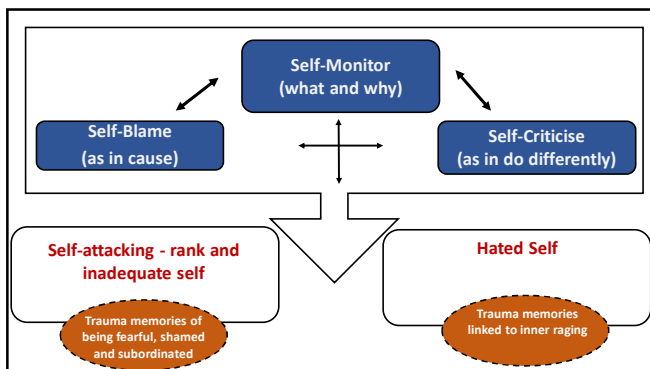 Self-Monitor
(what and why)
Self-Blame
(as in cause)
Self-Criticise
(as in do differently)
Self-attacking - rank and
inadequate self
Hated Self
Trauma memories of
being fearful, shamed
and subordinated
Trauma memories
linked to inner raging